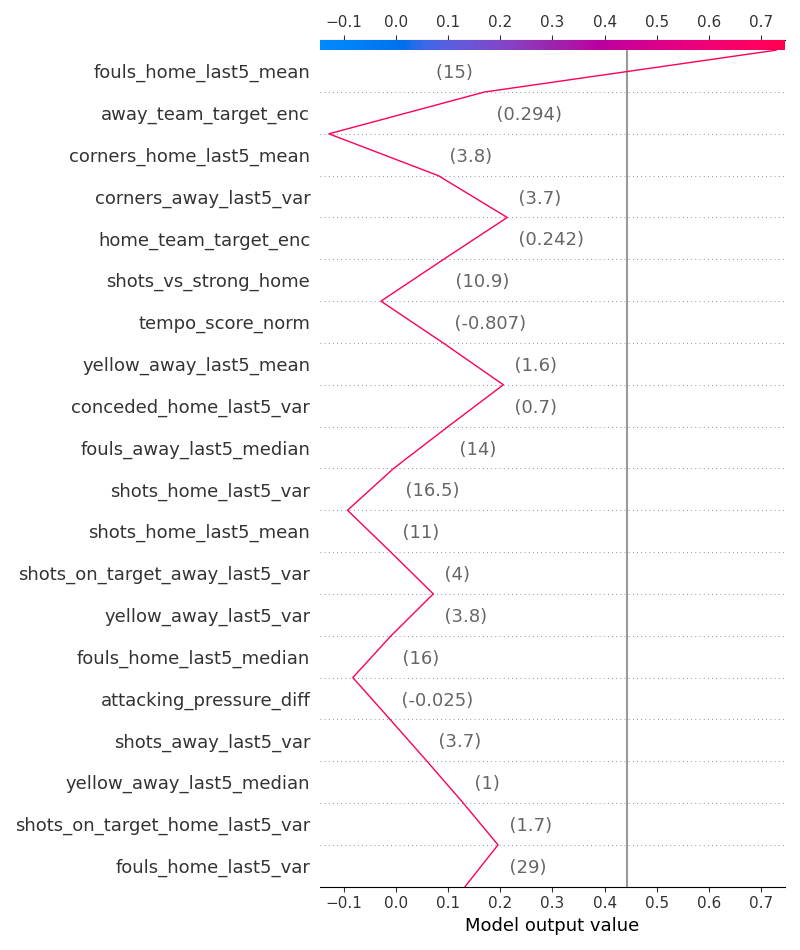 −0.1 0.0 0.1 0.2 0.3 0.4 0.5 0.6 0.7
fouls_home_last5_mean (15)
away_team_target_enc (0.294)
corners_home_last5_mean (3.8)
corners_away_last5_var (3.7)
home_team_target_enc (0.242)
shots_vs_strong_home (10.9)
tempo_score_norm (-0.807)
yellow_away_last5_mean (1.6)
conceded_home_last5_var (0.7)
fouls_away_last5_median (14)
shots_home_last5_var (16.5)
shots_home_last5_mean (11)
shots_on_target_away_last5_var (4)
yellow_away_last5_var (3.8)
fouls_home_last5_median (16)
attacking_pressure_diff (-0.025)
shots_away_last5_var (3.7)
yellow_away_last5_median (1)
shots_on_target_home_last5_var (1.7)
fouls_home_last5_var (29)
−0.1 0.0 0.1 0.2 0.3 0.4 0.5 0.6 0.7
Model output value